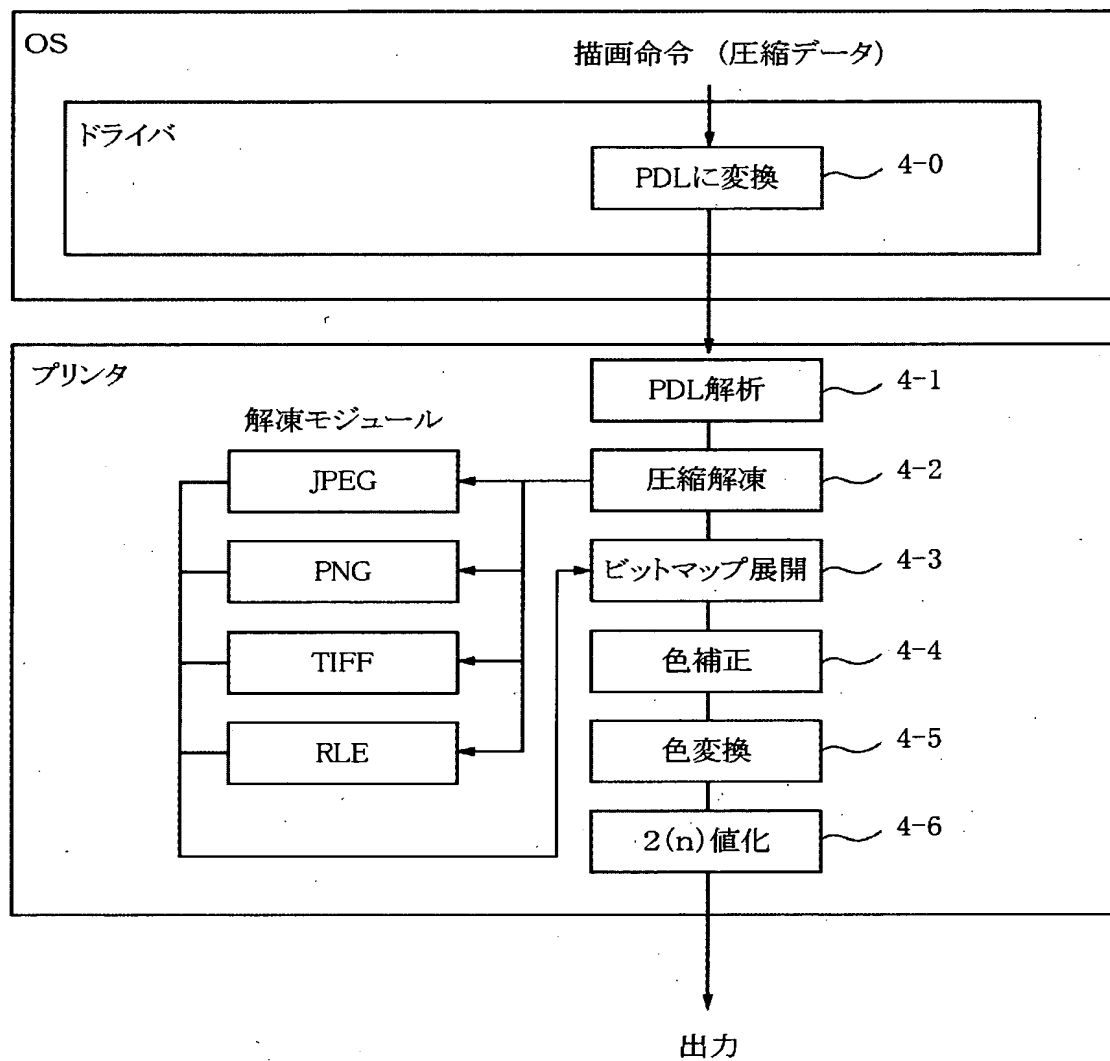 OS
描画命令 (圧縮データ)
ドライバ
PDLに変換
4-0
プリンタ
PDL解析
4-1
解凍モジュール
JPEG
圧縮解凍
4-2
PNG
ビットマップ展開
4-3
TIFF
色補正
4-4
RLE
色変換
4-5
2(n)値化
4-6
出力